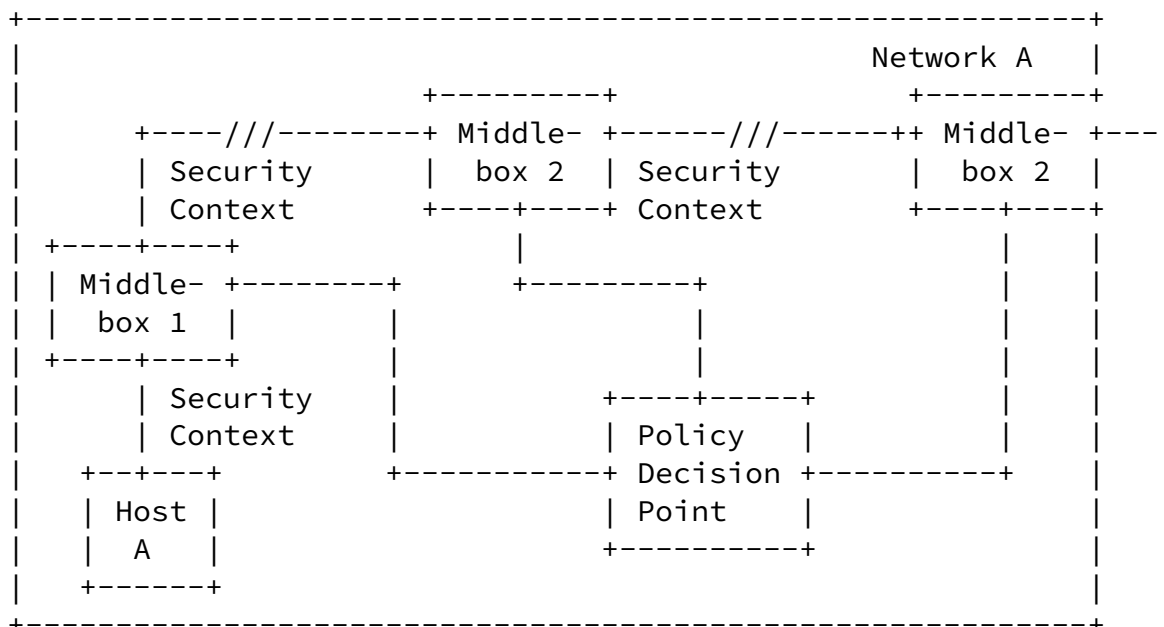 Network A
Middle- Middle-
Security box 2 Security box 2
Context Context
Middle-
box 1
Security
Context Policy
Decision
Host Point
A